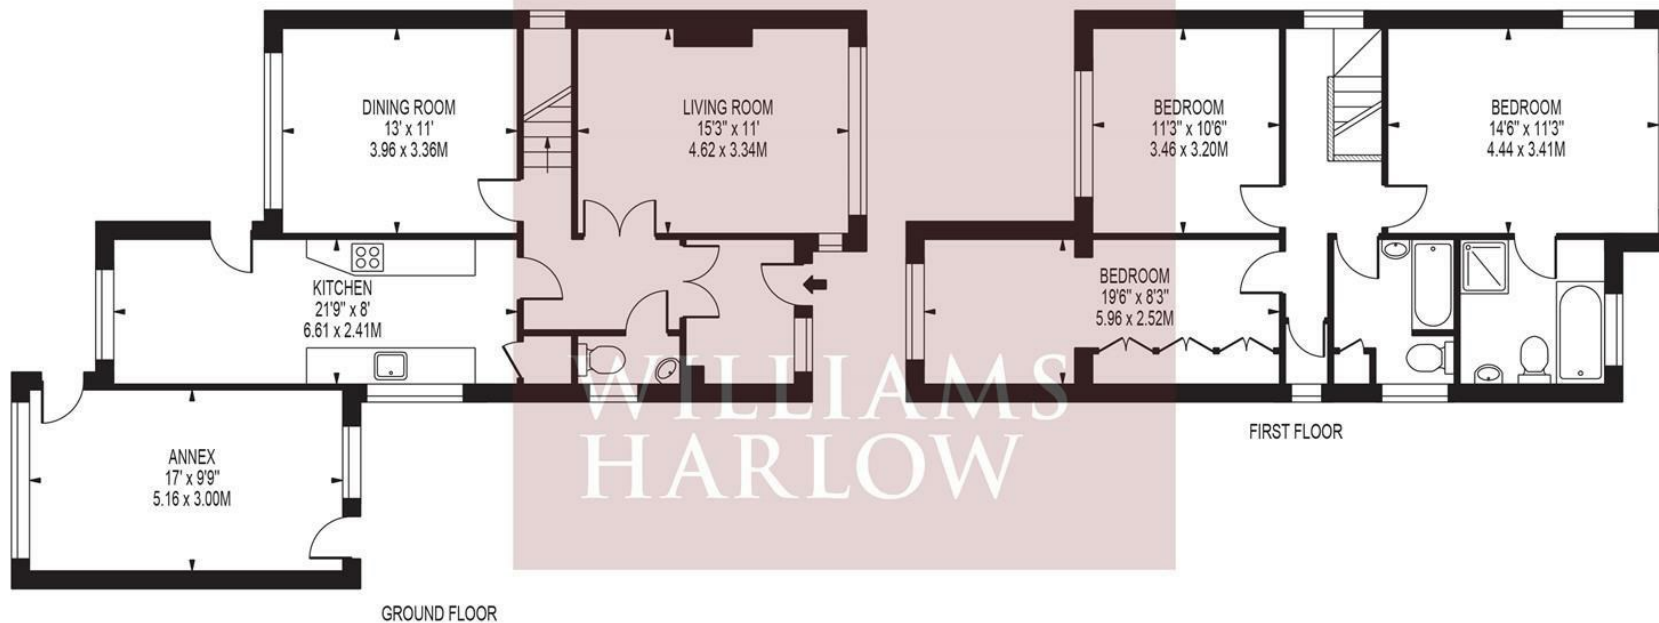 DINING ROOM
13' x 11'
3.96 x 3.36M
LIVING ROOM
15'3" x 11'
4.62 x 3.34M
KITCHEN
21'9" x 8'
6.61 x 2.41M
ANNEX
17' x 9'9"
5.16 x 3.00M
GROUND FLOOR
BEDROOM
11'3" x 10'6"
3.46 x 3.20M
BEDROOM
14'6" x 11'3"
4.44 x 3.41M
BEDROOM
19'6" x 8'3"
5.96 x 2.52M
FIRST FLOOR
WILLIAMS
HARLOW